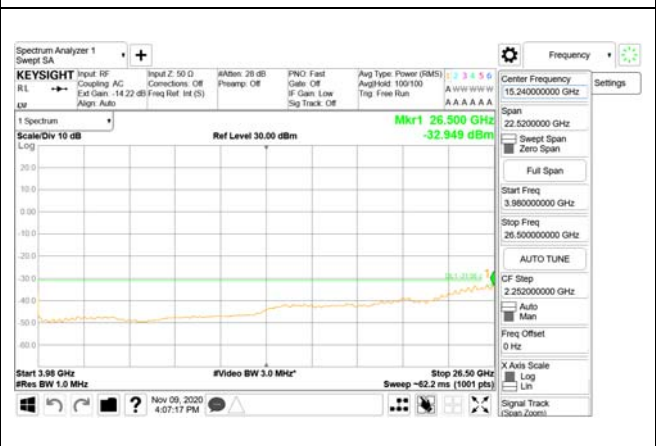 Spectrum Analyzer 1
Swept SA
+
Frequency
KEYSIGHT
RL
Input: RF
Coupling: AC
Ext Gain: -14.22 dB
Align: Auto
Input Z: 50 Ω
Corrections: Off
Freq Ref: Int (S)
#Atten: 28 dB
Preamp: Off
PNO: Fast
Gate: Off
IF Gain: Low
Sig Track: Off
Avg Type: Power (RMS)
Avg|Hold: 100/100
Trig: Free Run
1 2 3 4 5 6
A W W W W W
A A A A A A
1 Spectrum
Scale/Div 10 dB
Ref Level 30.00 dBm
Mkr1 26.500 GHz
-32.949 dBm
Log
20.0
10.0
0.00
-10.0
-20.0
-30.0
-40.0
-50.0
-60.0
1
Start 3.98 GHz
#Video BW 3.0 MHz*
Stop 26.50 GHz
#Res BW 1.0 MHz
Sweep ~62.2 ms (1001 pts)
Nov 09, 2020
4:07:17 PM
?
Center Frequency
15.240000000 GHz
Settings
Span
22.5200000 GHz
Swept Span
Zero Span
Full Span
Start Freq
3.980000000 GHz
Stop Freq
26.500000000 GHz
AUTO TUNE
CF Step
2.252000000 GHz
Auto
Man
Freq Offset
0 Hz
X Axis Scale
Log
Lin
Signal Track
(Span Zoom)